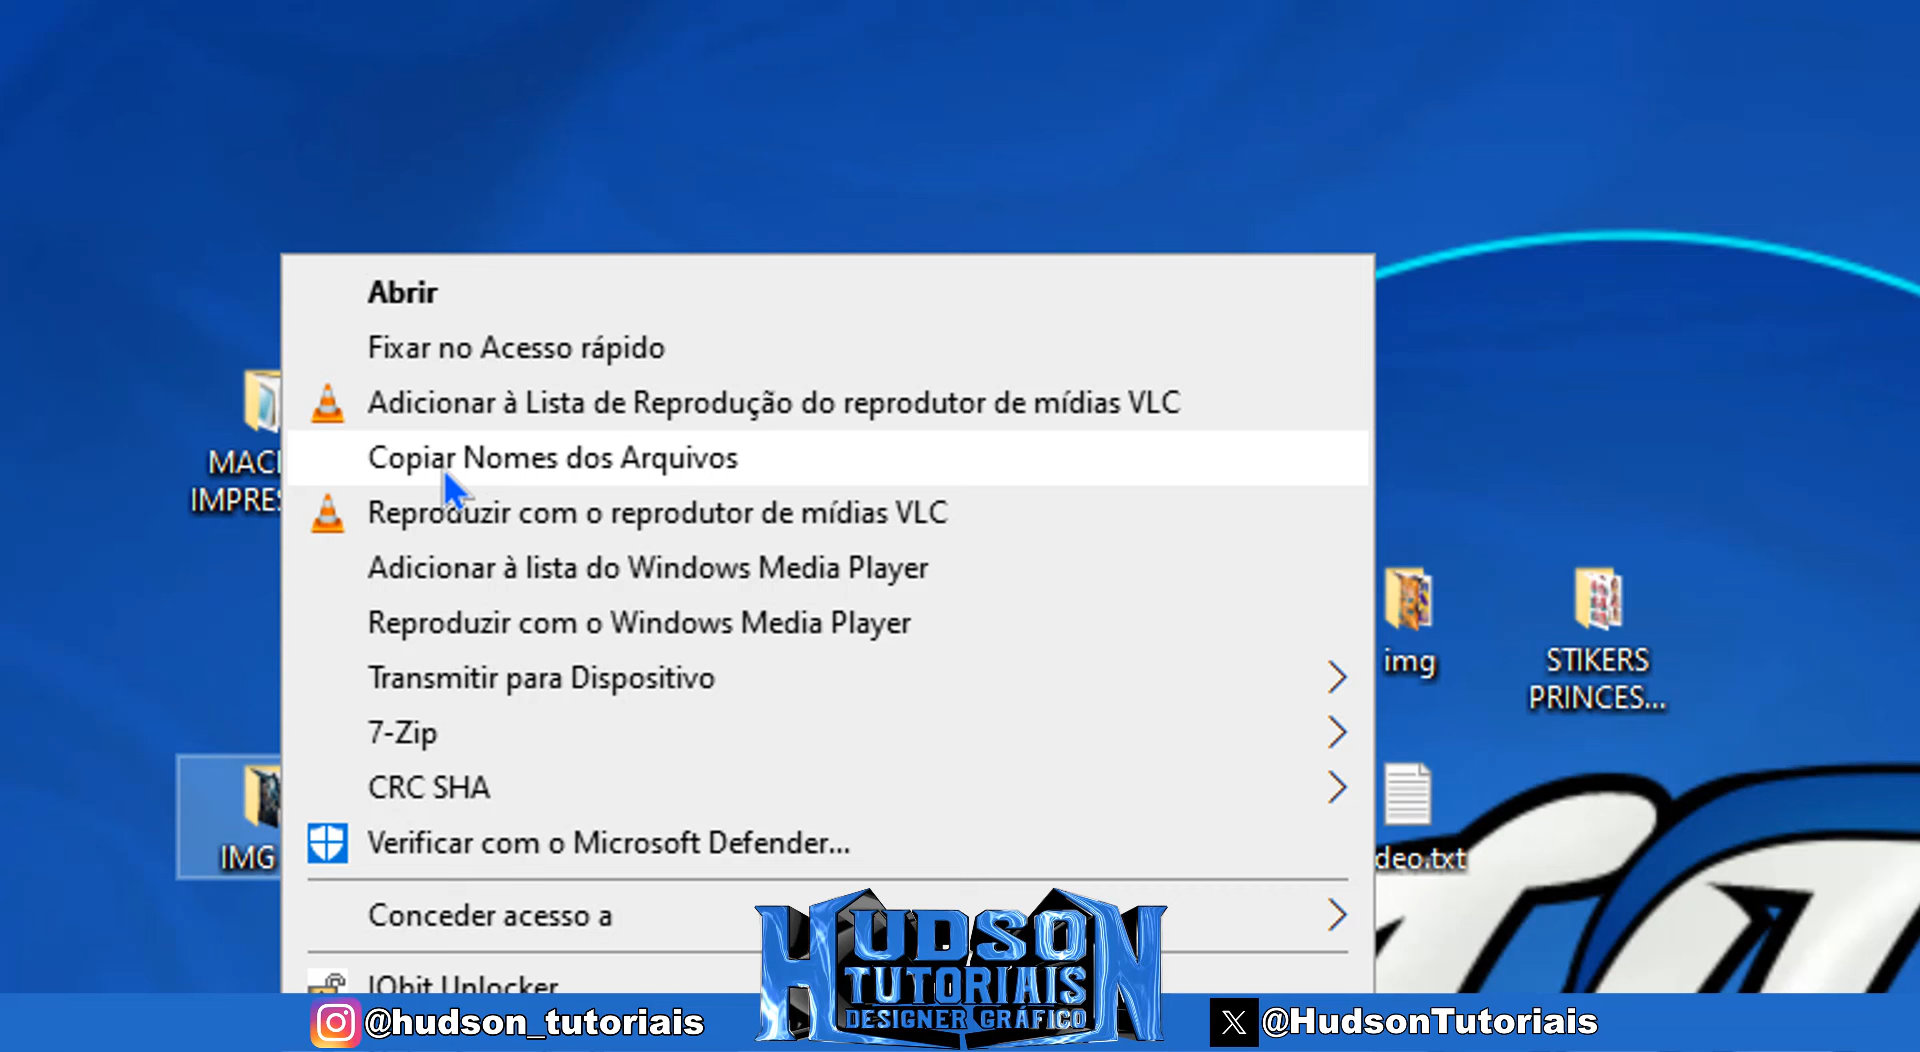 Abrir
Fixar no Acesso rápido
Adicionar à Lista de Reprodução do reprodutor de mídias VLC
Copiar Nomes dos Arquivos
Reproduzir com o reprodutor de mídias VLC
Adicionar à lista do Windows Media Player
Reproduzir com o Windows Media Player
Transmitir para Dispositivo
7-Zip
CRC SHA
Verificar com o Microsoft Defender...
Conceder acesso a
IObit Unlocker
MAC
IMPRES
IMG
img
STIKERS
PRINCES...
deo.txt
HUDSON
TUTORIAIS
DESIGNER GRÁFICO
@hudson_tutoriais
@HudsonTutoriais